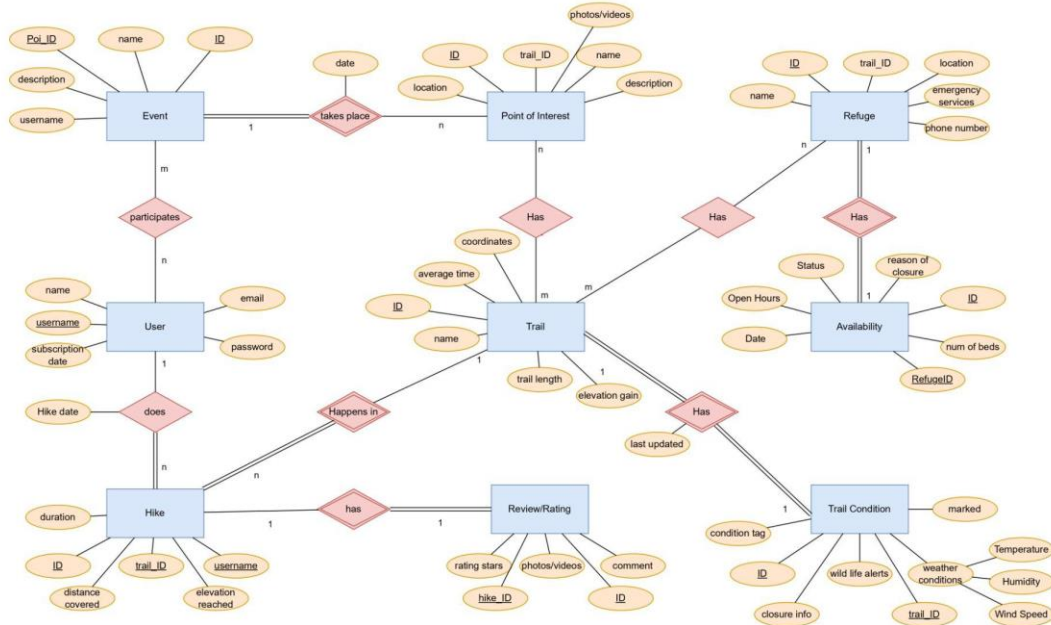 photos/videos
Poi_ID
name
ID
ID
trail_ID
name
ID
trail_ID
location
date
description
location
description
name
emergency
services
username
Event
1
takes place
n
Point of Interest
Refuge
phone number
m
n
n
1
participates
Has
Has
Has
coordinates
n
average time
Status
reason of
closure
name
email
ID
m
m
Open Hours
1
ID
username
User
Trail
Availability
subscription
date
password
name
Date
num of beds
1
1
trail length
1
elevation gain
RefugeID
Hike date
does
Happens in
Has
last updated
n
n
duration
Hike
1
has
1
Review/Rating
1
Trail Condition
marked
condition tag
ID
trail_ID
username
rating stars
photos/videos
comment
ID
wild life alerts
weather
conditions
Temperature
Humidity
distance
covered
elevation
reached
hike_ID
ID
closure info
trail_ID
Wind Speed